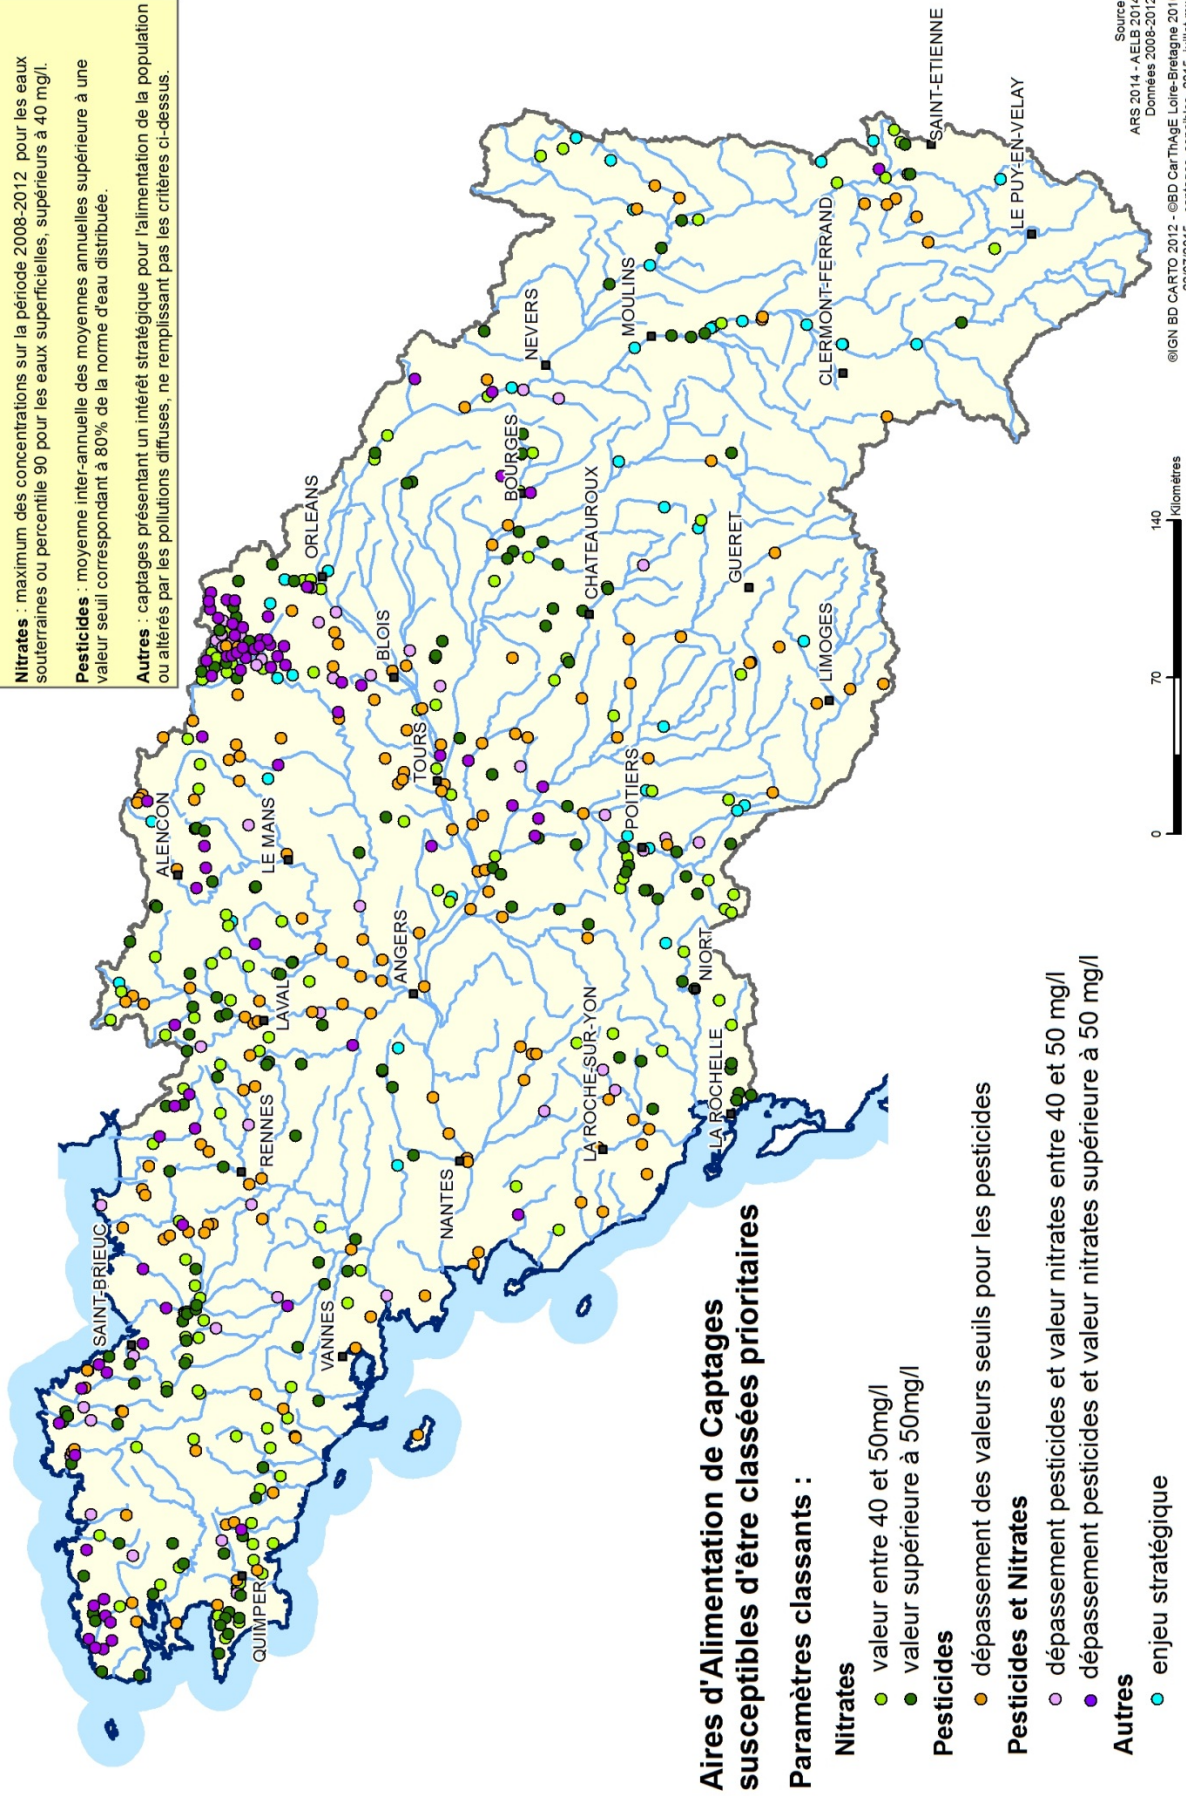 Nitrates : maximum des concentrations sur la période 2008-2012 pour les eaux
souterraines ou percentile 90 pour les eaux superficielles, supérieurs à 40 mg/l.
Pesticides : moyenne inter-annuelle des moyennes annuelles supérieure à une
valeur seuil correspondant à 80% de la norme d'eau distribuée.
Autres : captages présentant un intérêt stratégique pour l'alimentation de la population
ou altérés par les pollutions diffuses, ne remplissant pas les critères ci-dessus.
SAINT-BRIEUC
QUIMPER
VANNES
RENNES
LAVAL
ALENCON
LE MANS
ORLEANS
BLOIS
TOURS
ANGERS
NANTES
BOURGES
NEVERS
MOULINS
CHATEAUROUX
POITIERS
LA ROCHE-SUR-YON
NIORT
LA ROCHELLE
GUERET
LIMOGES
CLERMONT-FERRAND
SAINT-ETIENNE
LE PUY-EN-VELAY
Aires d'Alimentation de Captages
susceptibles d'être classées prioritaires
Paramètres classants :
Nitrates
valeur entre 40 et 50mg/l
valeur supérieure à 50mg/l
Pesticides
dépassement des valeurs seuils pour les pesticides
Pesticides et Nitrates
dépassement pesticides et valeur nitrates entre 40 et 50 mg/l
dépassement pesticides et valeur nitrates supérieure à 50 mg/l
Autres
enjeu stratégique
0 70 140
Kilomètres
Source
ARS 2014 - AELB 2014
Données 2008-2012
©IGN BD CARTO 2012 - ©BD CarThAgE Loire-Bretagne 201